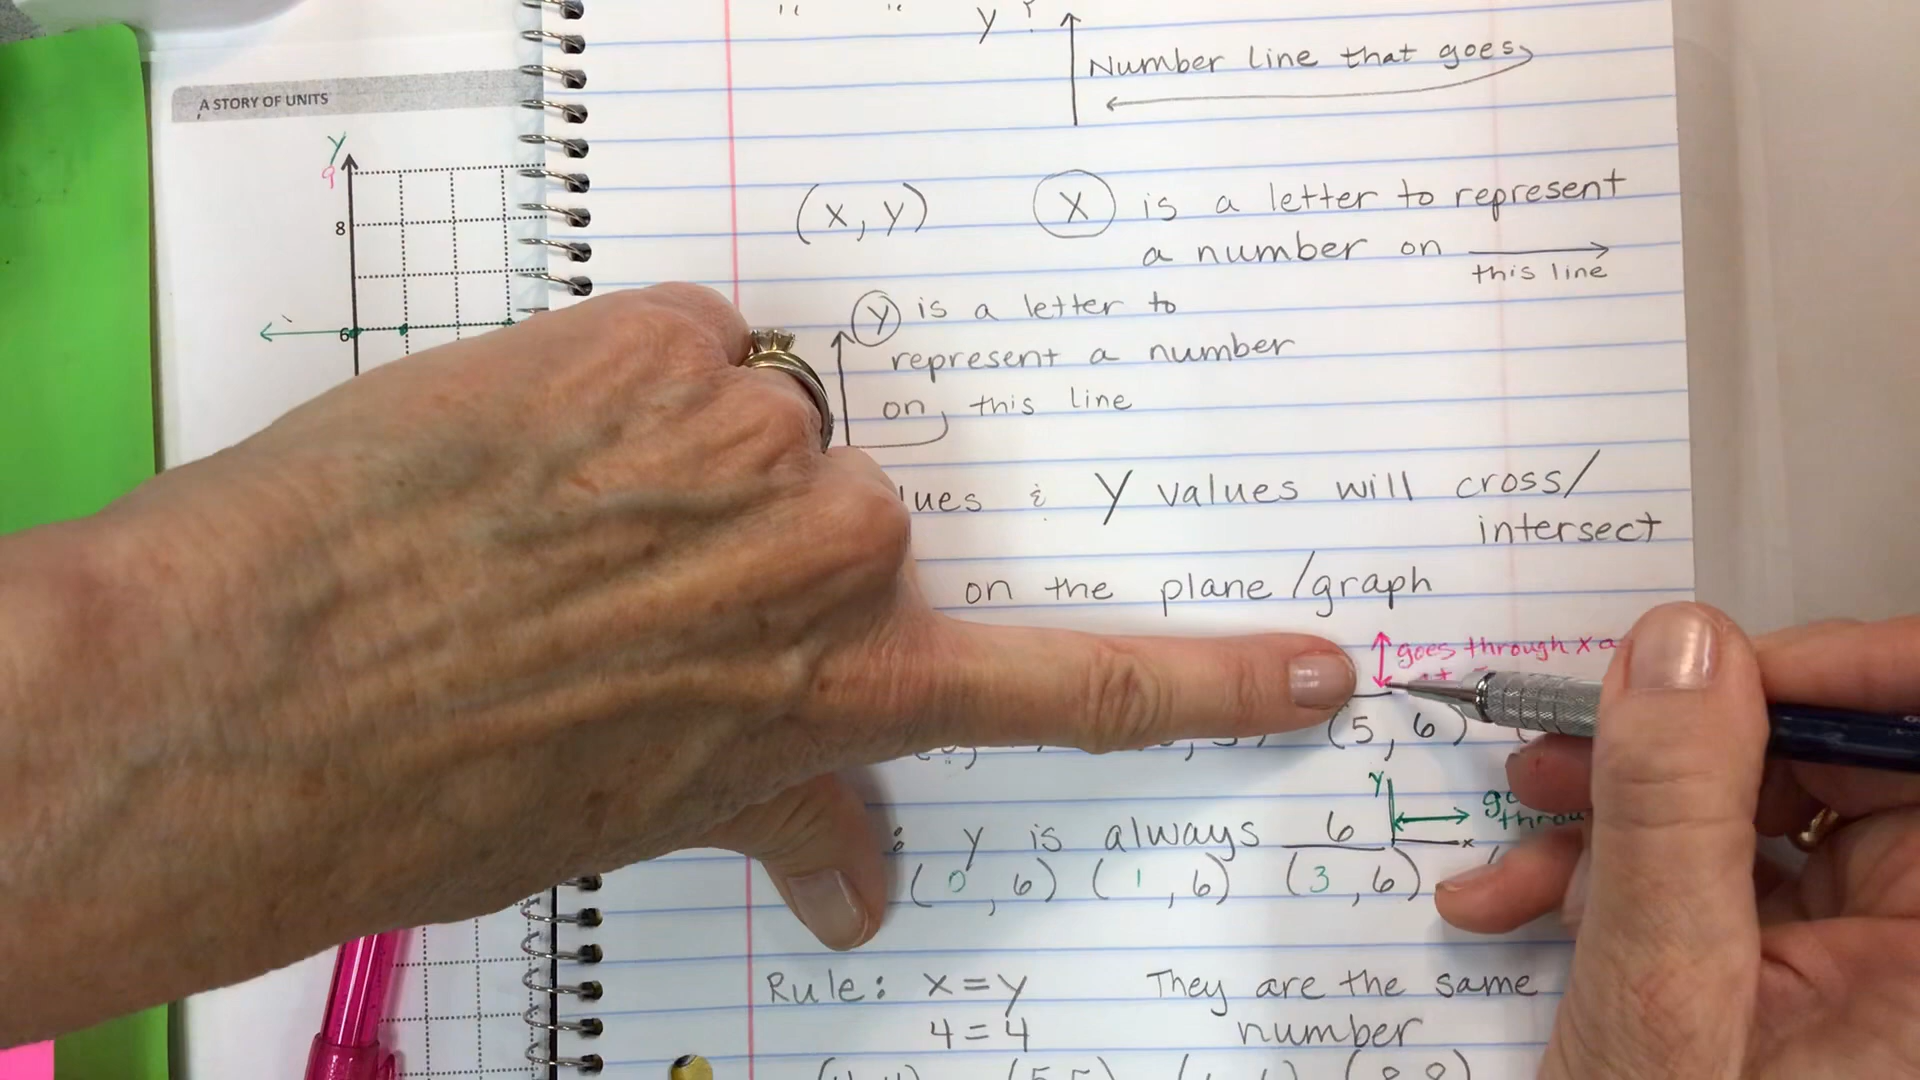 A STORY OF UNITS
Y
9
8
6
y
Number line that goes
(x, y) X is a letter to represent
a number on
this line
y is a letter to
represent a number
on this line
Y values will cross/
intersect
on the plane/graph
goes through x
(5, 6)
y
: y is always 6
x
(0, 6) (1, 6) (3, 6)
Rule: x=y They are the same
4=4 number